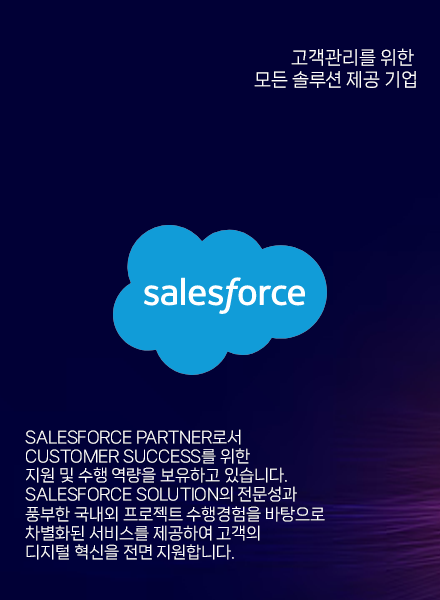 고객관리를 위한
모든 솔루션 제공 기업
salesforce
SALESFORCE PARTNER로서
CUSTOMER SUCCESS를 위한
지원 및 수행 역량을 보유하고 있습니다.
SALESFORCE SOLUTION의 전문성과
풍부한 국내외 프로젝트 수행경험을 바탕으로
차별화된 서비스를 제공하여 고객의
디지털 혁신을 전면 지원합니다.